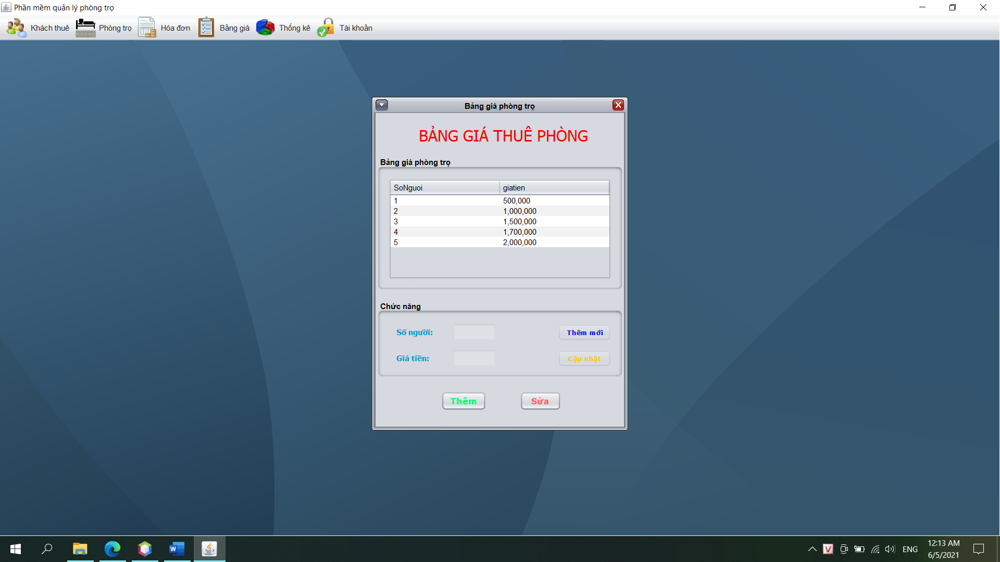 Phần mềm quản lý phòng trọ
Khách thuê Phòng trọ Hóa đơn Bảng giá Thống kê Tài khoản
Bảng giá phòng trọ
BẢNG GIÁ THUÊ PHÒNG
Bảng giá phòng trọ
SoNguoi giatien
1 500,000
2 1,000,000
3 1,500,000
4 1,700,000
5 2,000,000
Chức năng
Số người: Thêm mới
Giá tiền: Cập nhật
Thêm Sửa
W V ENG
12:13 AM
6/5/2021